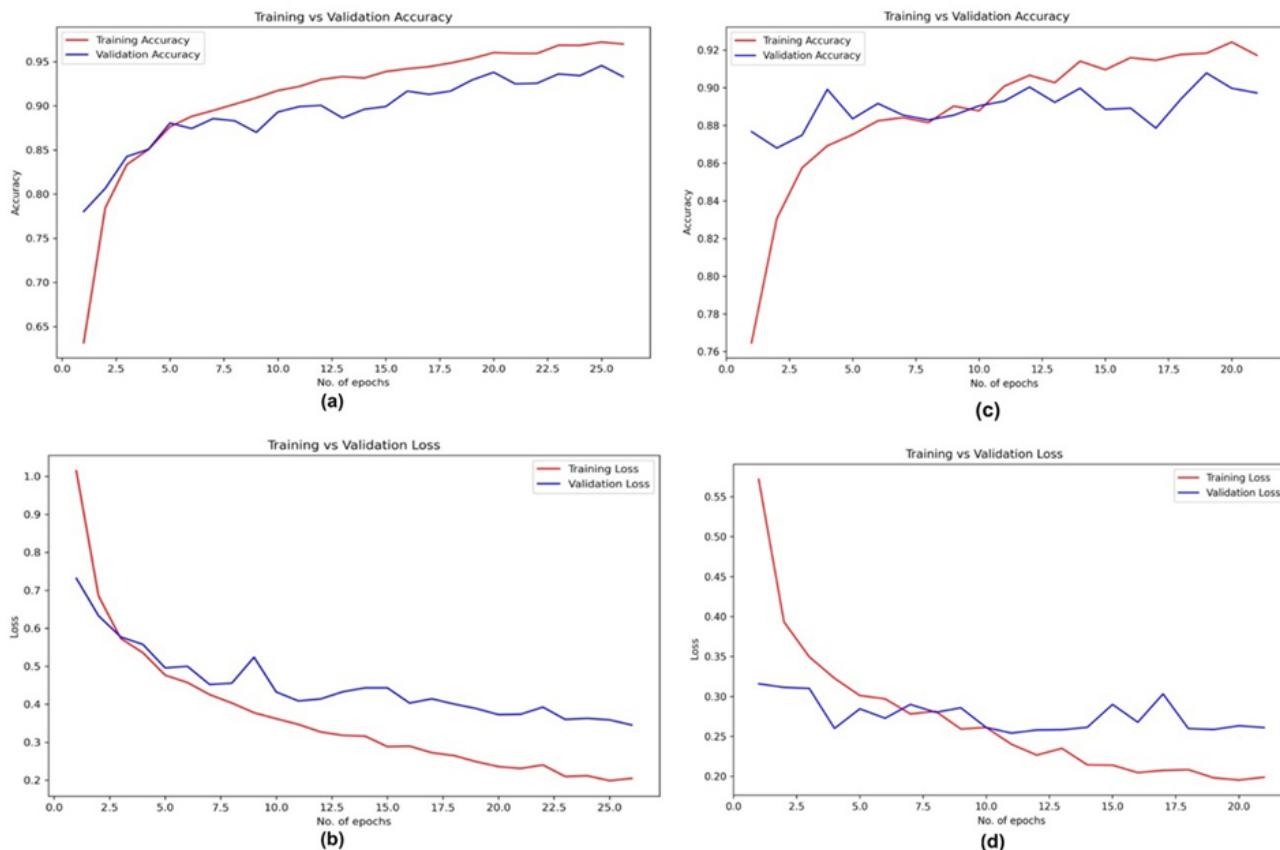 Training vs Validation Accuracy
Training Accuracy
Validation Accuracy
0.95
0.90
0.85
0.80
0.75
0.70
0.65
Accuracy
0.0 2.5 5.0 7.5 10.0 12.5 15.0 17.5 20.0 22.5 25.0
No. of epochs
(a)
Training vs Validation Accuracy
Training Accuracy
Validation Accuracy
0.92
0.90
0.88
0.86
0.84
0.82
0.80
0.78
0.76
Accuracy
0.0 2.5 5.0 7.5 10.0 12.5 15.0 17.5 20.0
No. of epochs
(c)
Training vs Validation Loss
Training Loss
Validation Loss
1.0
0.9
0.8
0.7
0.6
0.5
0.4
0.3
0.2
Loss
0.0 2.5 5.0 7.5 10.0 12.5 15.0 17.5 20.0 22.5 25.0
No. of epochs
(b)
Training vs Validation Loss
Training Loss
Validation Loss
0.55
0.50
0.45
0.40
0.35
0.30
0.25
0.20
Loss
0.0 2.5 5.0 7.5 10.0 12.5 15.0 17.5 20.0
No. of epochs
(d)